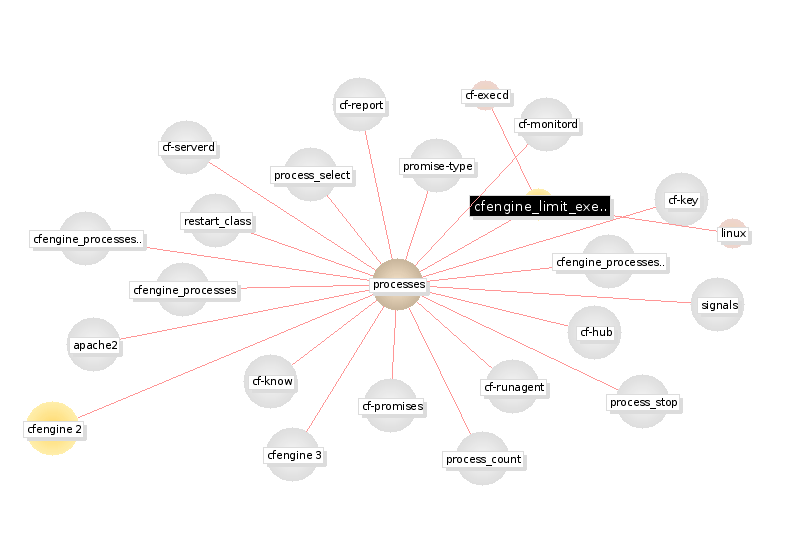 cf-execd
cf-report
cf-monitord
cf-serverd
promise-type
process_select
cf-key
cfengine_limit_exe..
restart_class
linux
cfengine_processes..
cfengine_processes..
processes
cfengine_processes
signals
cf-hub
apache2
cf-know
cf-runagent
process_stop
cf-promises
cfengine 2
cfengine 3
process_count